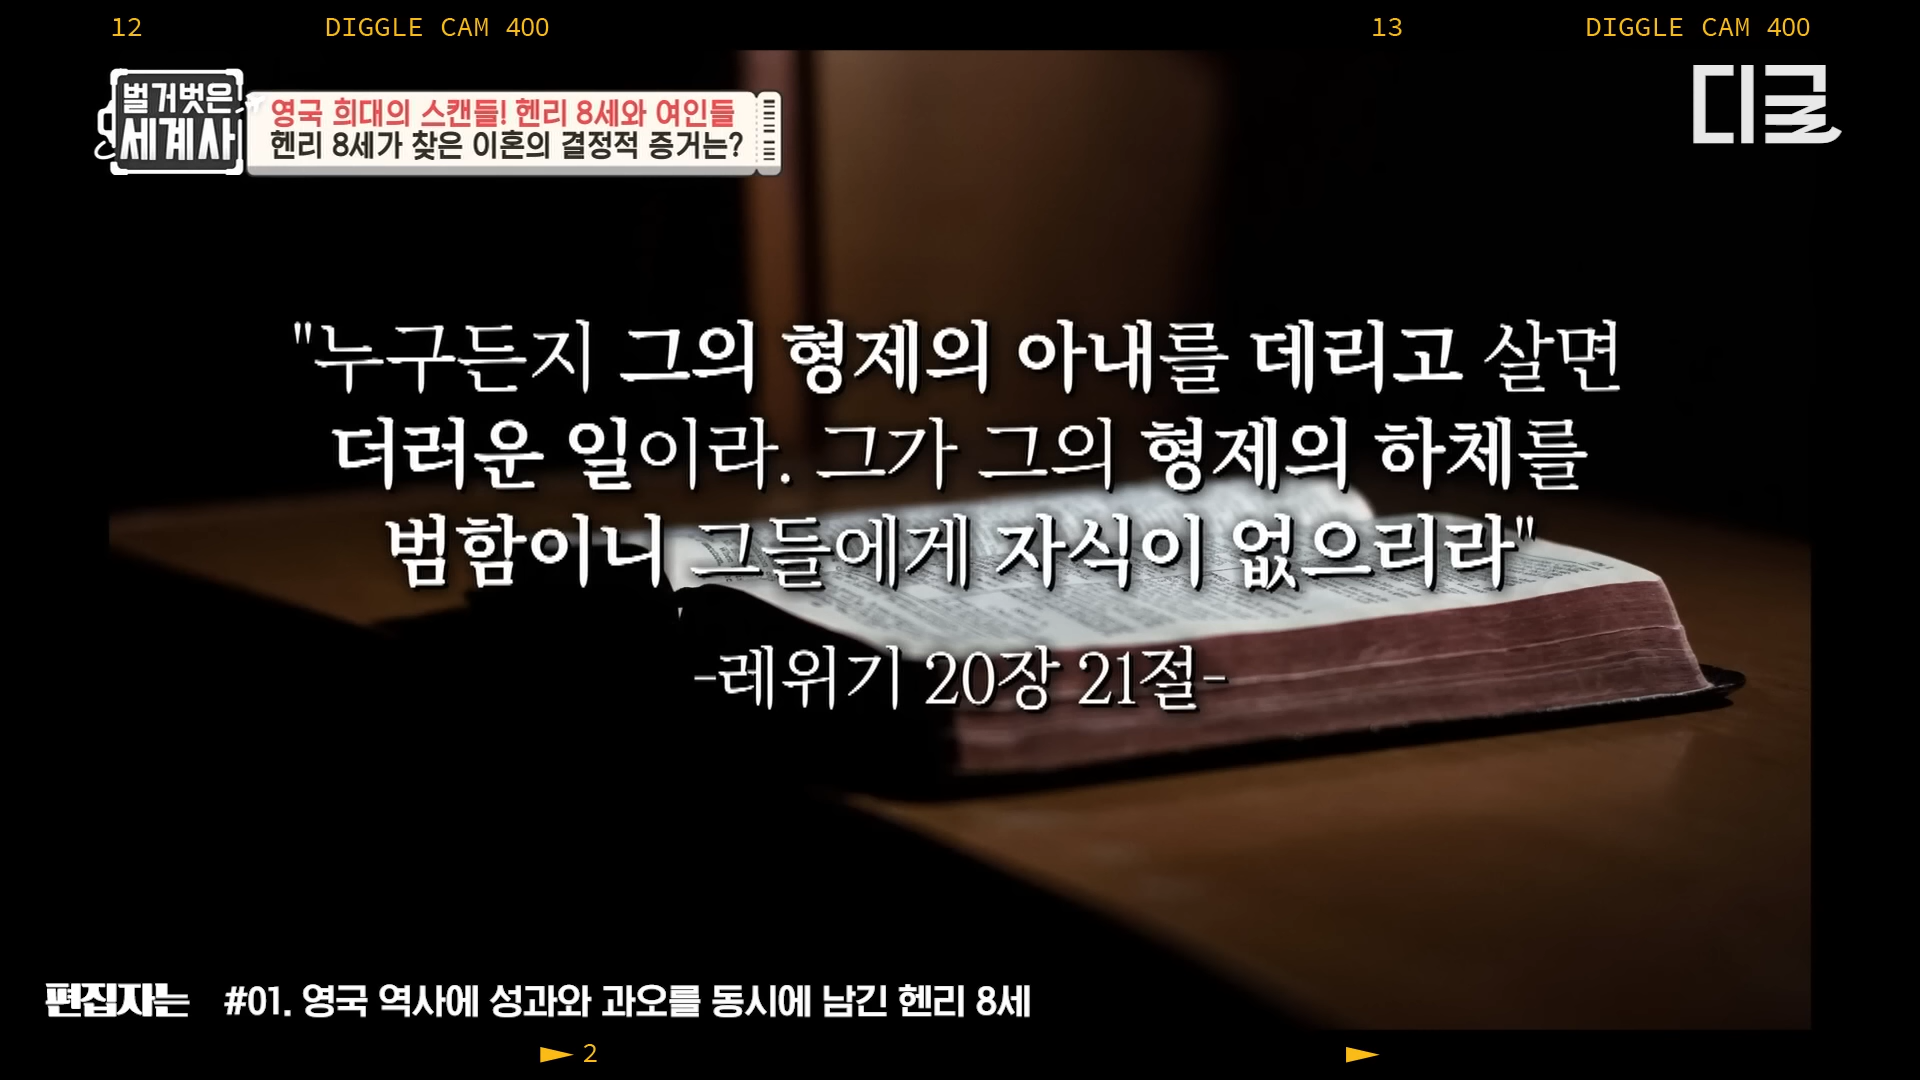 12 DIGGLE CAM 400 13 DIGGLE CAM 400
벌거벗은
세계사
영국 희대의 스캔들! 헨리 8세와 여인들
헨리 8세가 찾은 이혼의 결정적 증거는?
디글
"누구든지 그의 형제의 아내를 데리고 살면
더러운 일이라. 그가 그의 형제의 하체를
범함이니 그들에게 자식이 없으리라"
-레위기 20장 21절-
편집자는 #01. 영국 역사에 성과와 과오를 동시에 남긴 헨리 8세
2